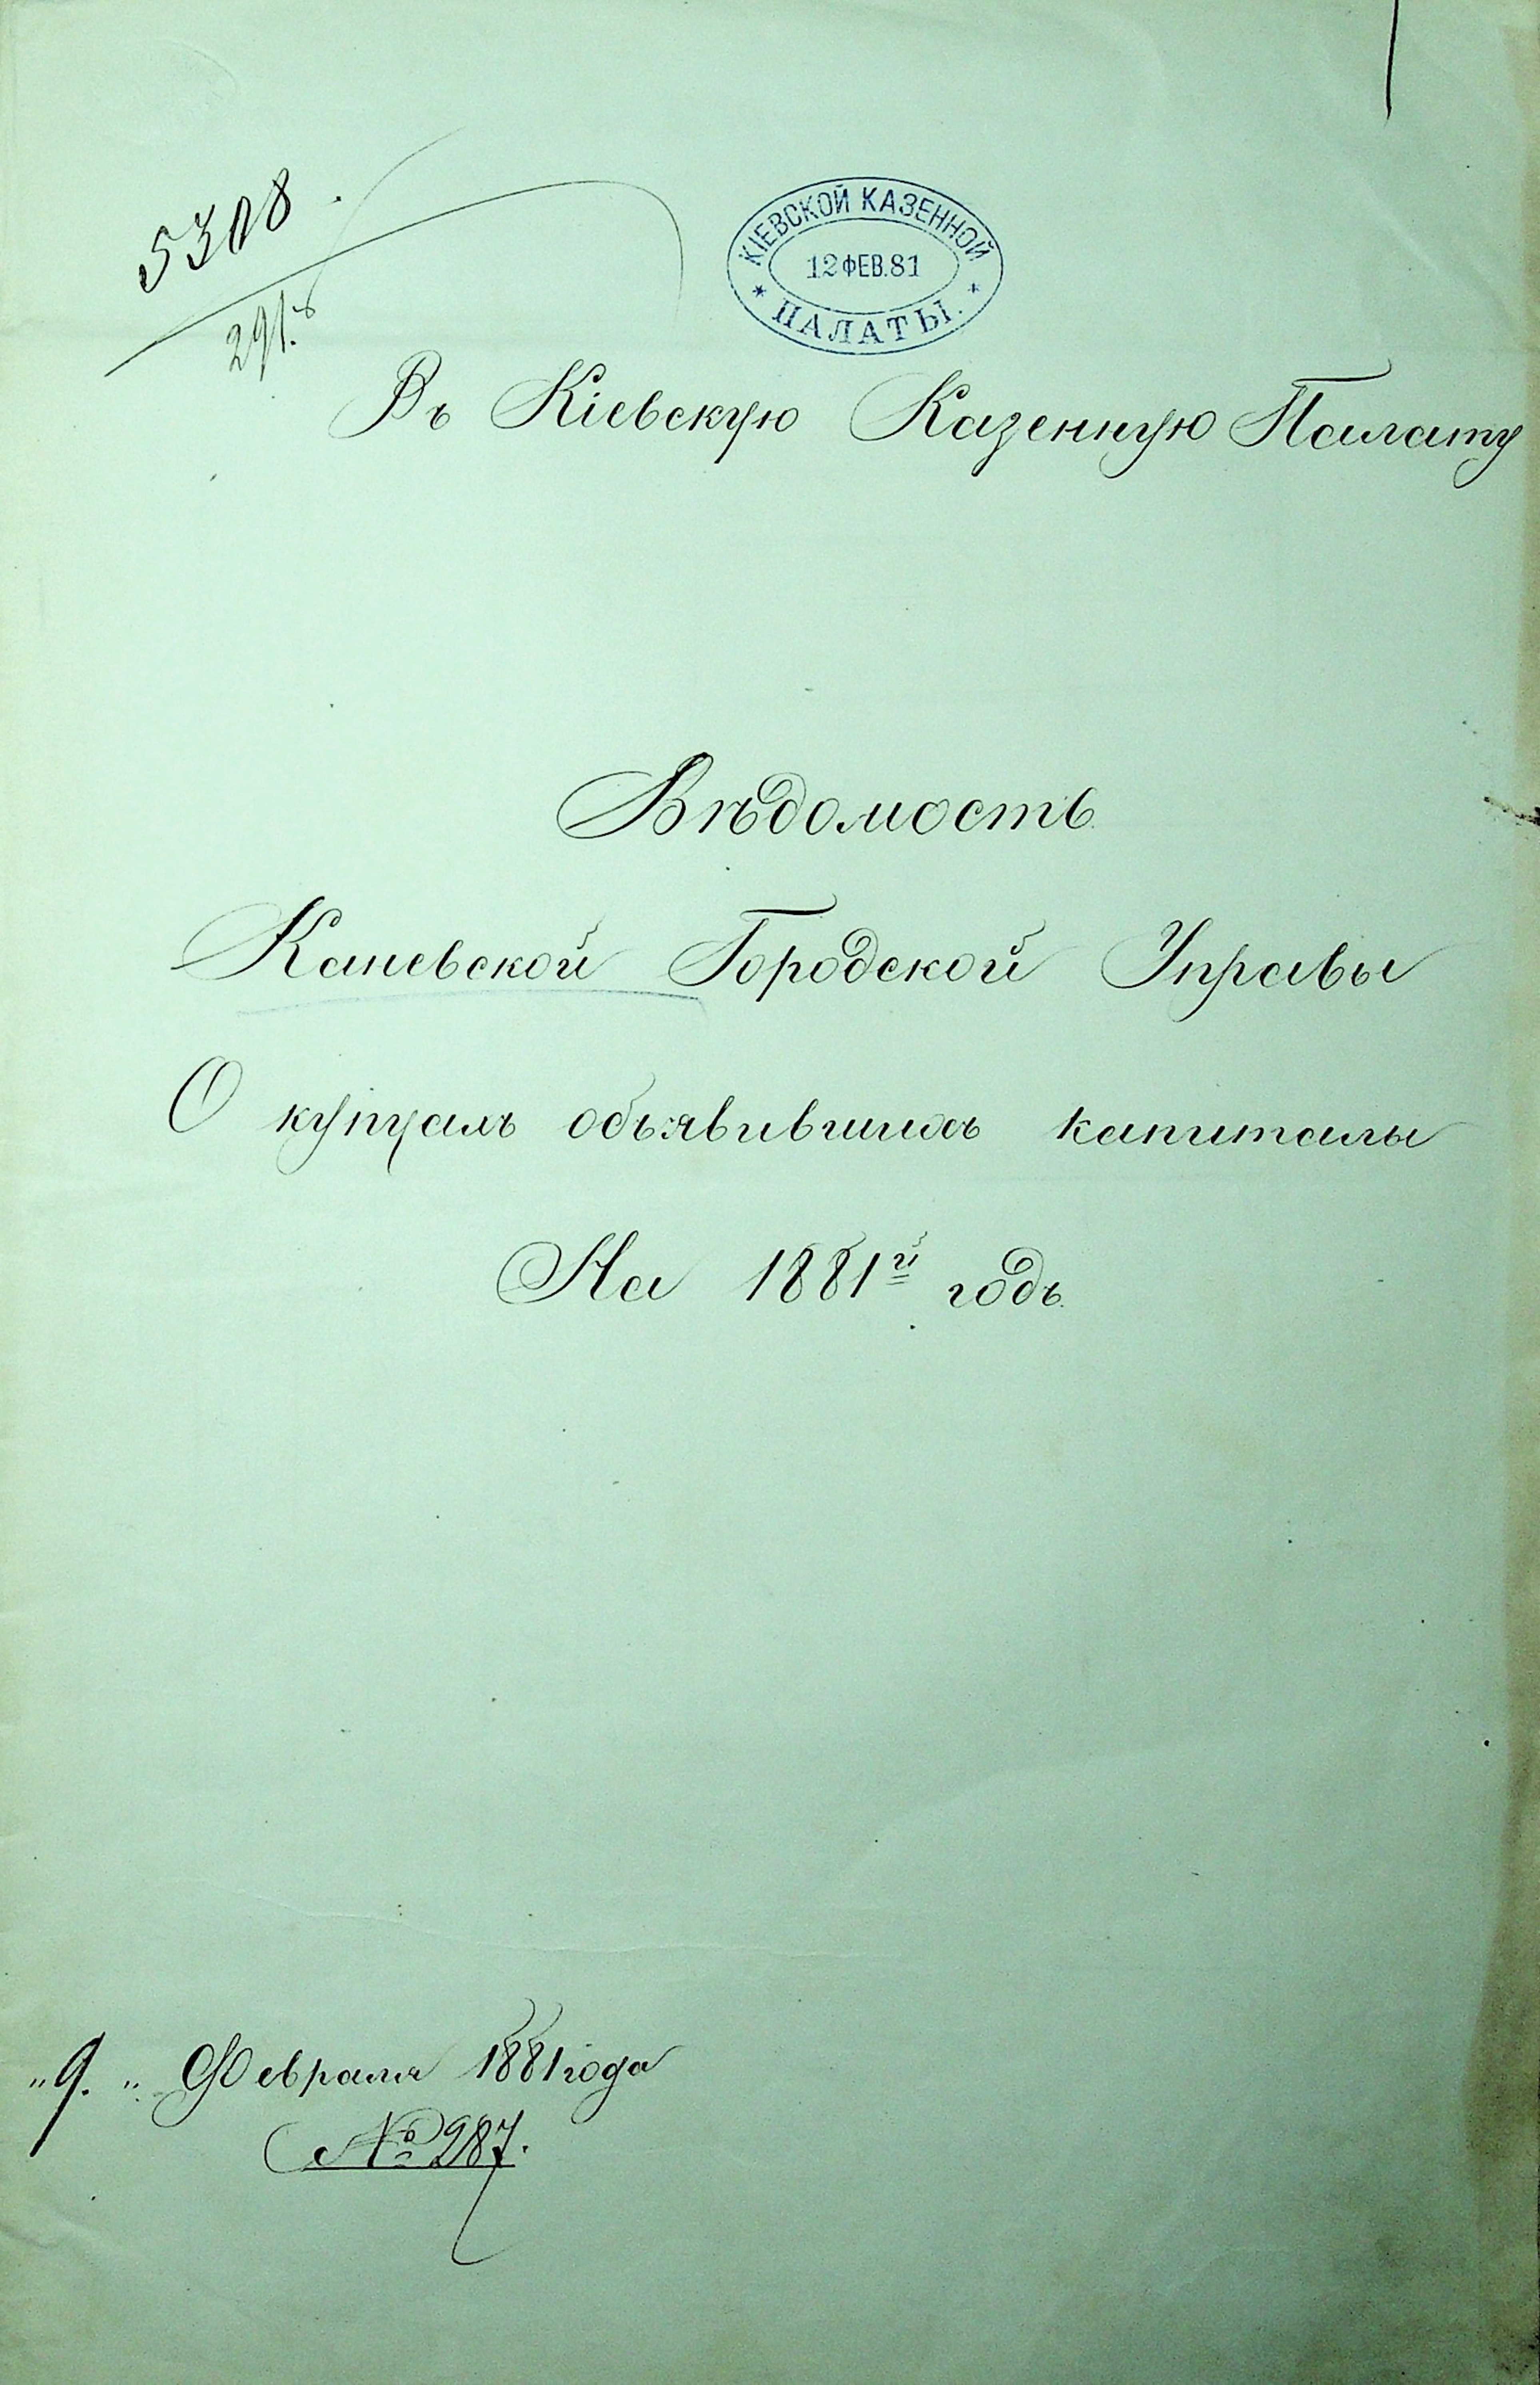 5308
291.
КІЕВСКОЙ КАЗЕННОЙ
12 ФЕВ. 81
* ПАЛАТЫ. *
Въ Кіевскую Казенную Палату
Вѣдомость
Каневской Городской Управы
О купцахъ объявившихъ капиталы
На 1881й годъ.
"9." Февраля 1881 года
№ 287.